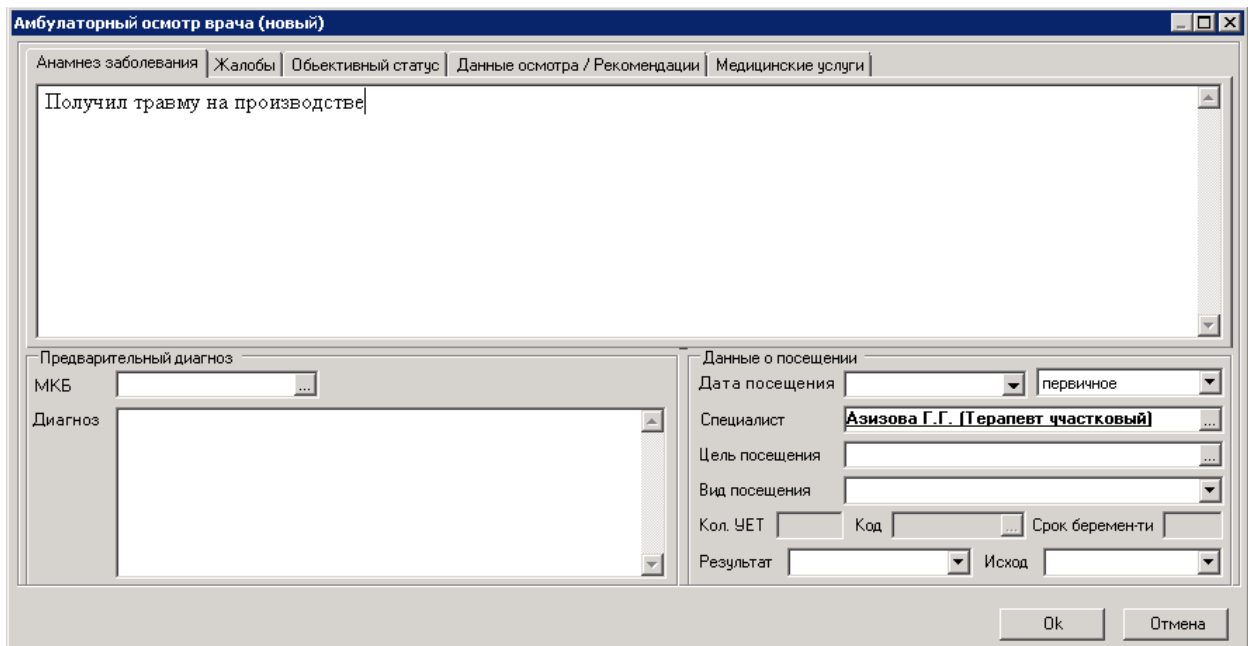 Амбулаторный осмотр врача (новый)
Анамнез заболевания Жалобы Обьективный статус Данные осмотра / Рекомендации Медицинские услуги
Получил травму на производстве
Предварительный диагноз
МКБ ...
Диагноз
Данные о посещении
Дата посещения первичное
Специалист Азизова Г.Г. (Терапевт участковый) ...
Цель посещения ...
Вид посещения
Кол. УЕТ Код ... Срок беремен-ти
Результат Исход
Ok Отмена